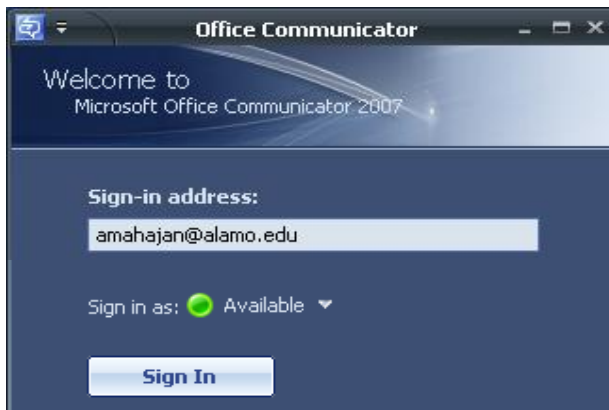 Office Communicator
Welcome to
Microsoft Office Communicator 2007
Sign-in address:
amahajan@alamo.edu
Sign in as: Available
Sign In